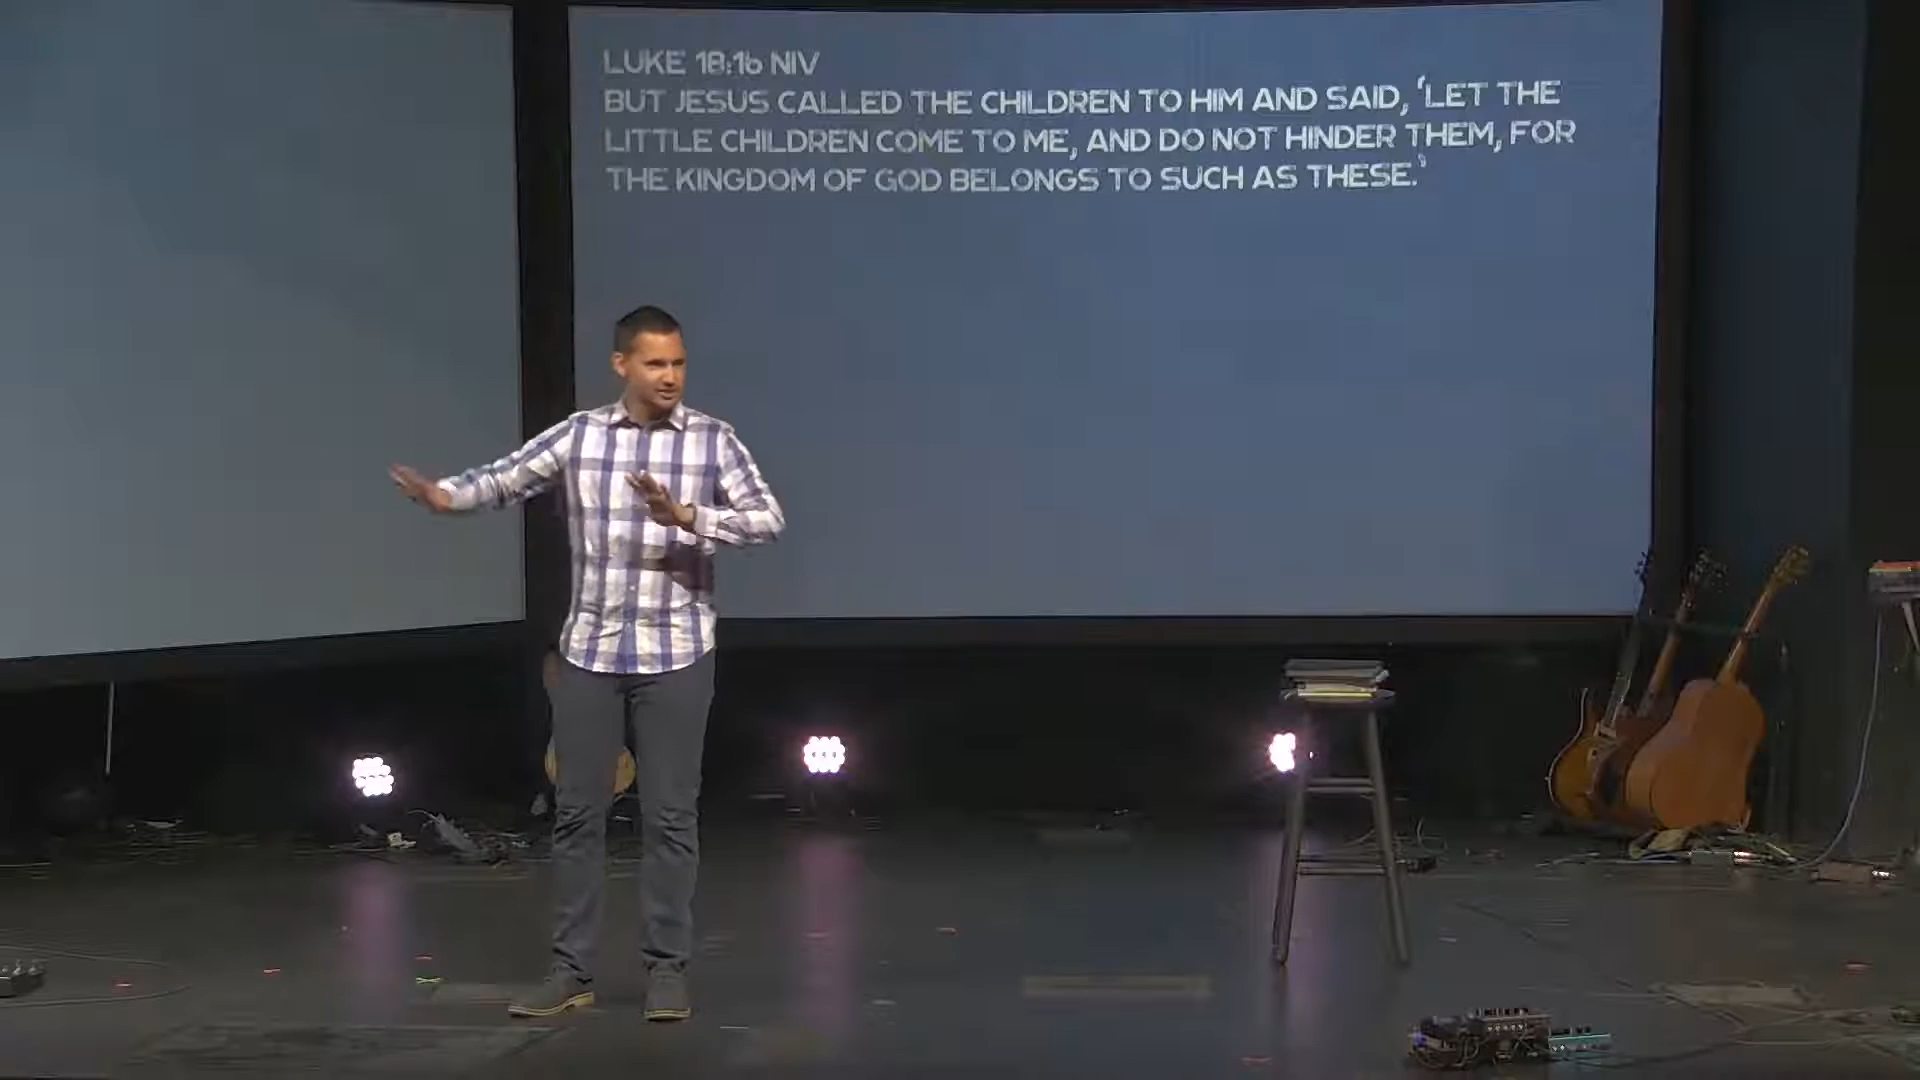 LUKE 18:16 NIV
BUT JESUS CALLED THE CHILDREN TO HIM AND SAID, 'LET THE
LITTLE CHILDREN COME TO ME, AND DO NOT HINDER THEM, FOR
THE KINGDOM OF GOD BELONGS TO SUCH AS THESE.'